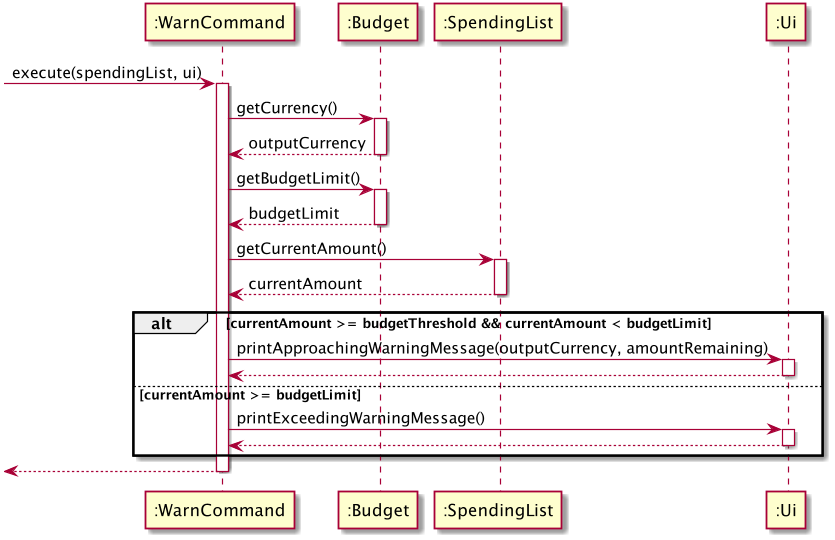 :WarnCommand :Budget :SpendingList :Ui
execute(spendingList, ui)
getCurrency()
outputCurrency
getBudgetLimit()
budgetLimit
getCurrentAmount()
currentAmount
alt [currentAmount >= budgetThreshold && currentAmount < budgetLimit]
printApproachingWarningMessage(outputCurrency, amountRemaining)
[currentAmount >= budgetLimit]
printExceedingWarningMessage()
:WarnCommand :Budget :SpendingList :Ui